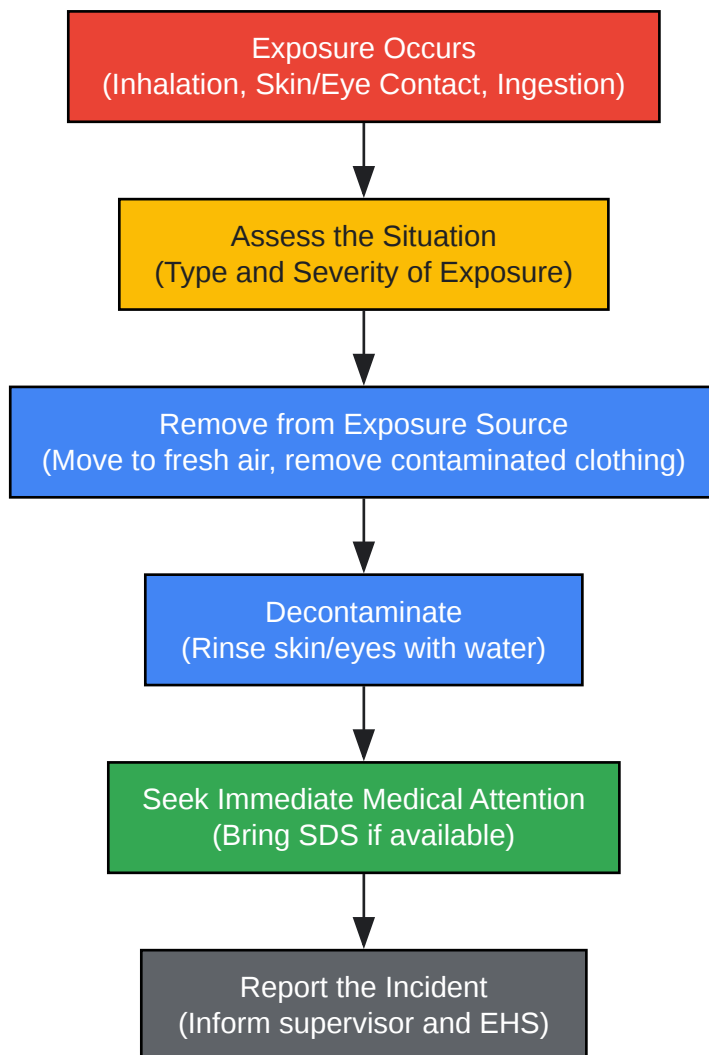 Exposure Occurs
(Inhalation, Skin/Eye Contact, Ingestion)
Assess the Situation
(Type and Severity of Exposure)
Remove from Exposure Source
(Move to fresh air, remove contaminated clothing)
Decontaminate
(Rinse skin/eyes with water)
Seek Immediate Medical Attention
(Bring SDS if available)
Report the Incident
(Inform supervisor and EHS)